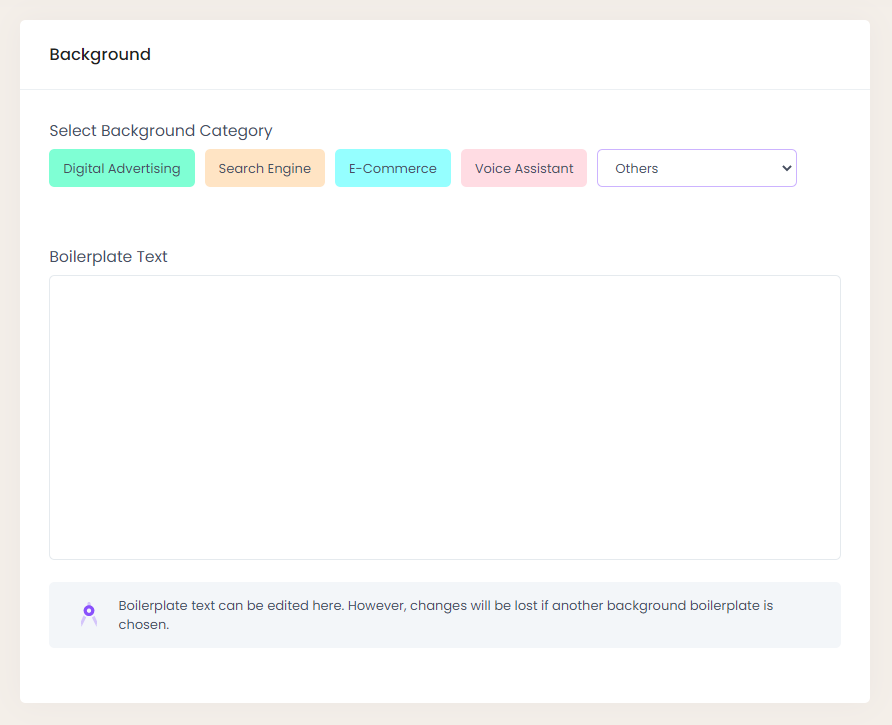 Background
Select Background Category
Digital Advertising Search Engine E-Commerce Voice Assistant Others
Boilerplate Text
Boilerplate text can be edited here. However, changes will be lost if another background boilerplate is
chosen.